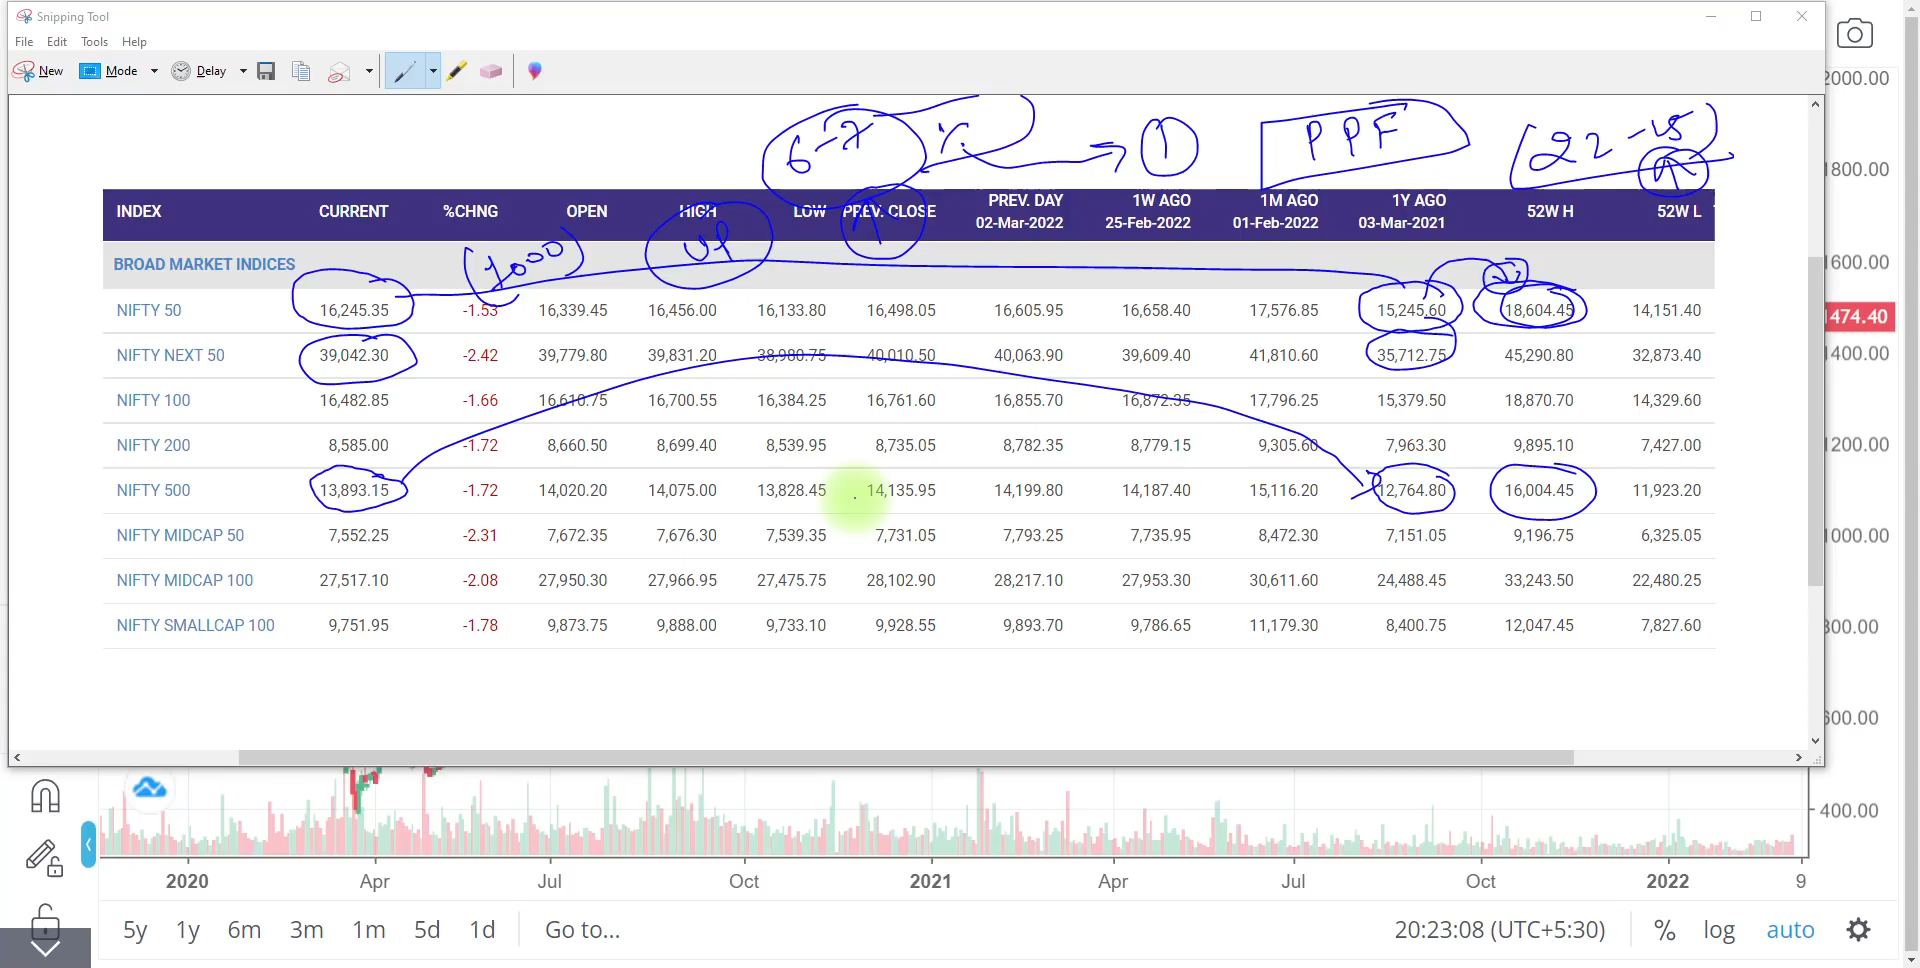 Snipping Tool
File Edit Tools Help
New Mode Delay
6-7 % → 1 PPF (22-15)
INDEX CURRENT %CHNG OPEN HIGH LOW PREV. CLOSE PREV. DAY 02-Mar-2022 1W AGO 25-Feb-2022 1M AGO 01-Feb-2022 1Y AGO 03-Mar-2021 52W H 52W L
(1000) up
BROAD MARKET INDICES
NIFTY 50 16,245.35 -1.53 16,339.45 16,456.00 16,133.80 16,498.05 16,605.95 16,658.40 17,576.85 15,245.60 18,604.45 14,151.40
NIFTY NEXT 50 39,042.30 -2.42 39,779.80 39,831.20 38,980.75 40,010.50 40,063.90 39,609.40 41,810.60 35,712.75 45,290.80 32,873.40
NIFTY 100 16,482.85 -1.66 16,610.75 16,700.55 16,384.25 16,761.60 16,855.70 16,872.35 17,796.25 15,379.50 18,870.70 14,329.60
NIFTY 200 8,585.00 -1.72 8,660.50 8,699.40 8,539.95 8,735.05 8,782.35 8,779.15 9,305.60 7,963.30 9,895.10 7,427.00
NIFTY 500 13,893.15 -1.72 14,020.20 14,075.00 13,828.45 14,135.95 14,199.80 14,187.40 15,116.20 12,764.80 16,004.45 11,923.20
NIFTY MIDCAP 50 7,552.25 -2.31 7,672.35 7,676.30 7,539.35 7,731.05 7,793.25 7,735.95 8,472.30 7,151.05 9,196.75 6,325.05
NIFTY MIDCAP 100 27,517.10 -2.08 27,950.30 27,966.95 27,475.75 28,102.90 28,217.10 27,953.30 30,611.60 24,488.45 33,243.50 22,480.25
NIFTY SMALLCAP 100 9,751.95 -1.78 9,873.75 9,888.00 9,733.10 9,928.55 9,893.70 9,786.65 11,179.30 8,400.75 12,047.45 7,827.60
2000.00
1800.00
1600.00
1474.40
1400.00
1200.00
1000.00
800.00
600.00
400.00
2020 Apr Jul Oct 2021 Apr Jul Oct 2022 9
5y 1y 6m 3m 1m 5d 1d Go to... 20:23:08 (UTC+5:30) % log auto